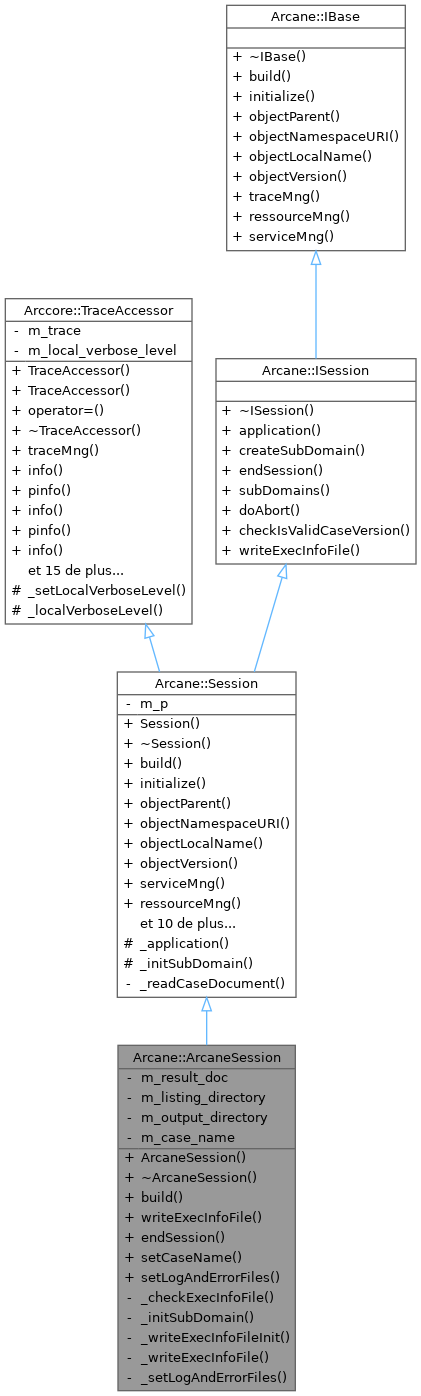 Arcane::IBase
+ ~IBase()
+ build()
+ initialize()
+ objectParent()
+ objectNamespaceURI()
+ objectLocalName()
+ objectVersion()
+ traceMng()
+ ressourceMng()
+ serviceMng()
Arccore::TraceAccessor
- m_trace
- m_local_verbose_level
+ TraceAccessor()
+ TraceAccessor()
+ operator=()
+ ~TraceAccessor()
+ traceMng()
+ info()
+ pinfo()
+ info()
+ pinfo()
+ info()
et 15 de plus...
# _setLocalVerboseLevel()
# _localVerboseLevel()
Arcane::ISession
+ ~ISession()
+ application()
+ createSubDomain()
+ endSession()
+ subDomains()
+ doAbort()
+ checkIsValidCaseVersion()
+ writeExecInfoFile()
Arcane::Session
- m_p
+ Session()
+ ~Session()
+ build()
+ initialize()
+ objectParent()
+ objectNamespaceURI()
+ objectLocalName()
+ objectVersion()
+ serviceMng()
+ ressourceMng()
et 10 de plus...
# _application()
# _initSubDomain()
- _readCaseDocument()
Arcane::ArcaneSession
- m_result_doc
- m_listing_directory
- m_output_directory
- m_case_name
+ ArcaneSession()
+ ~ArcaneSession()
+ build()
+ writeExecInfoFile()
+ endSession()
+ setCaseName()
+ setLogAndErrorFiles()
- _checkExecInfoFile()
- _initSubDomain()
- _writeExecInfoFileInit()
- _writeExecInfoFile()
- _setLogAndErrorFiles()